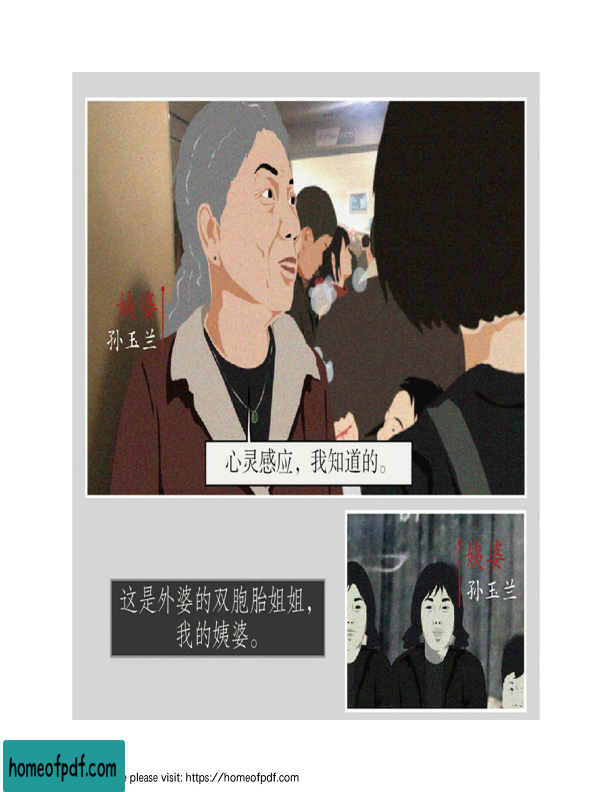 姨婆
孙玉兰
心灵感应，我知道的。
这是外婆的双胞胎姐姐，
我的姨婆。
姨婆
孙玉兰
homeofpdf.com
e please visit: https://homeofpdf.com